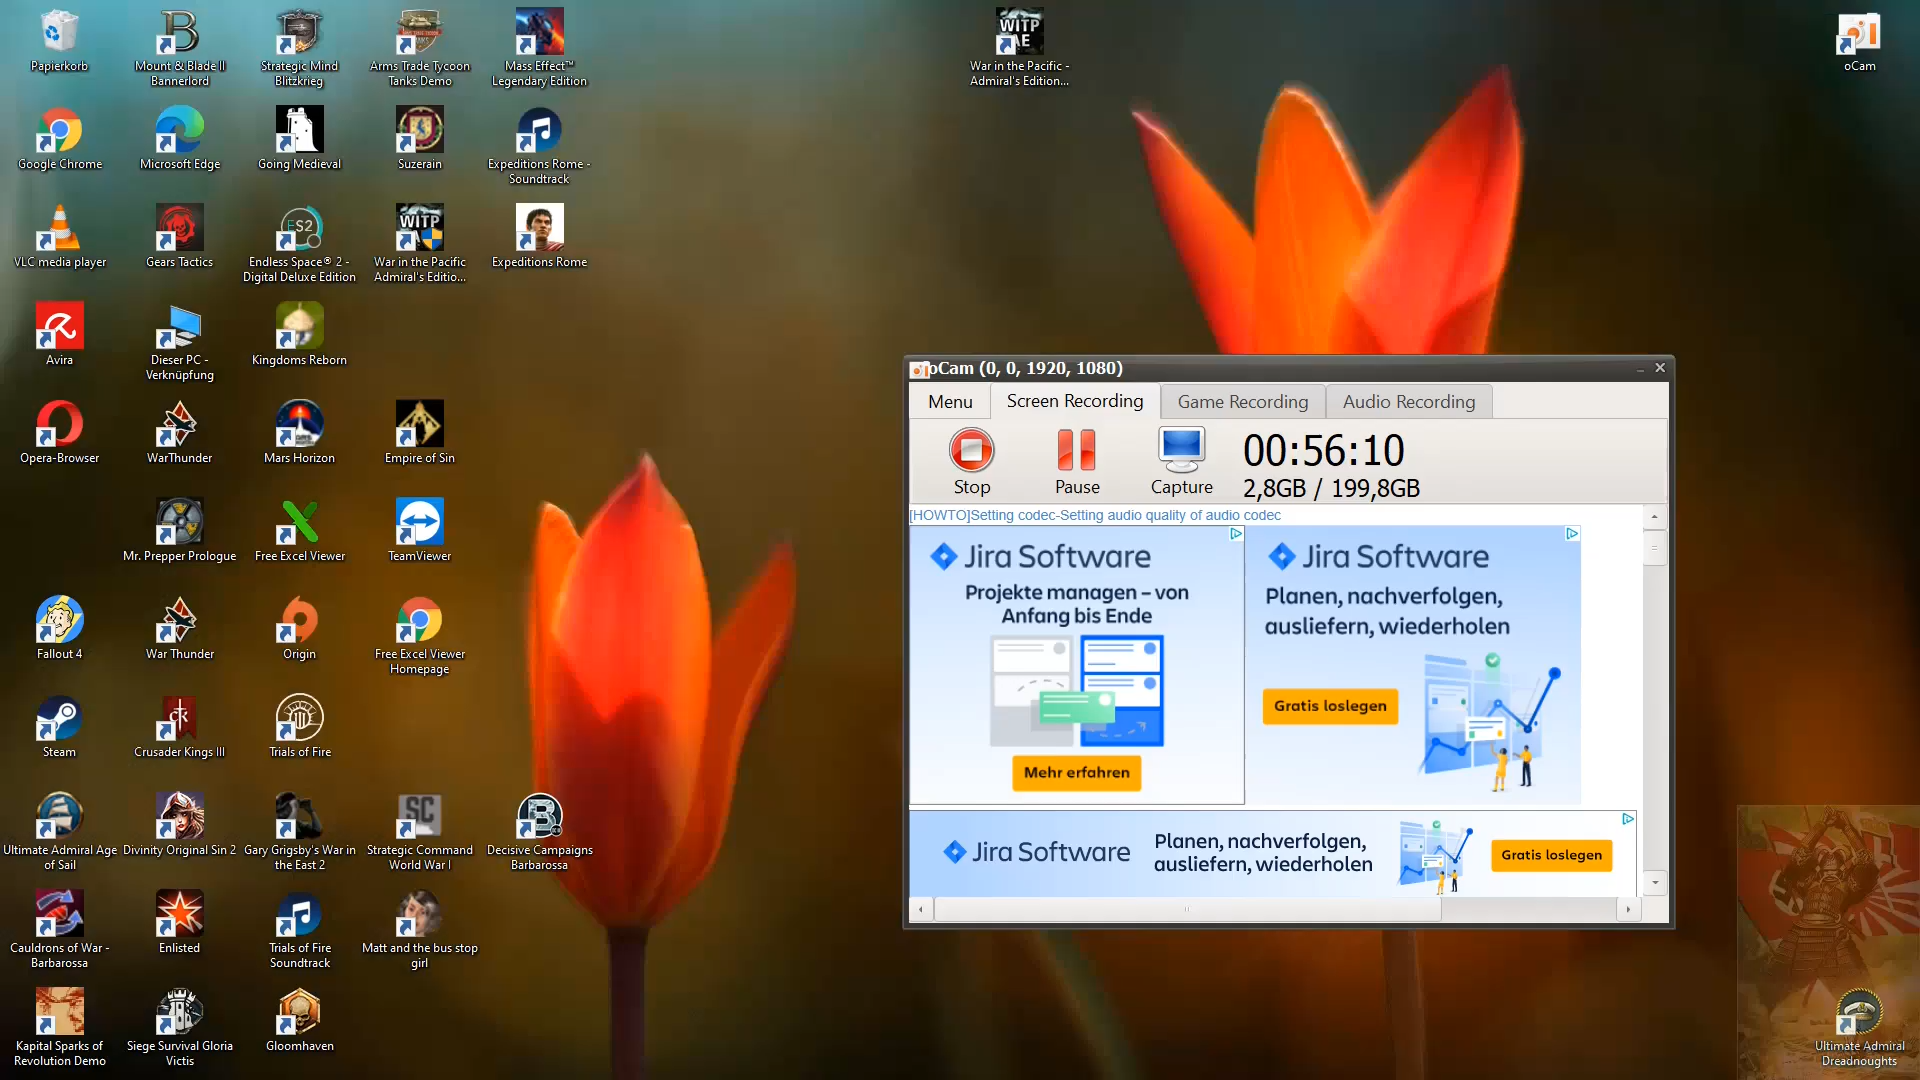 Papierkorb
Mount & Blade II
Bannerlord
Strategic Mind
Blitzkrieg
Arms Trade Tycoon
Tanks Demo
Mass Effect™
Legendary Edition
WITP
AE
War in the Pacific -
Admiral's Edition...
oCam
Google Chrome
Microsoft Edge
Going Medieval
Suzerain
Expeditions Rome -
Soundtrack
VLC media player
Gears Tactics
ES2
Endless Space® 2 -
Digital Deluxe Edition
WITP
War in the Pacific
Admiral's Editio...
Expeditions Rome
Avira
Dieser PC -
Verknüpfung
Kingdoms Reborn
Opera-Browser
WarThunder
Mars Horizon
Empire of Sin
Mr. Prepper Prologue
Free Excel Viewer
TeamViewer
Fallout 4
War Thunder
Origin
Free Excel Viewer
Homepage
Steam
Crusader Kings III
Trials of Fire
Ultimate Admiral Age
of Sail
Divinity Original Sin 2
Gary Grigsby's War in
the East 2
SC
Strategic Command
World War I
Decisive Campaigns
Barbarossa
Cauldrons of War -
Barbarossa
Enlisted
Trials of Fire
Soundtrack
Matt and the bus stop
girl
Kapital Sparks of
Revolution Demo
Siege Survival Gloria
Victis
Gloomhaven
oCam (0, 0, 1920, 1080)
Menu
Screen Recording
Game Recording
Audio Recording
Stop
Pause
Capture
00:56:10
2,8GB / 199,8GB
[HOWTO]Setting codec-Setting audio quality of audio codec
Jira Software
Projekte managen – von
Anfang bis Ende
Mehr erfahren
Jira Software
Planen, nachverfolgen,
ausliefern, wiederholen
Gratis loslegen
Jira Software
Planen, nachverfolgen,
ausliefern, wiederholen
Gratis loslegen
Ultimate Admiral
Dreadnoughts